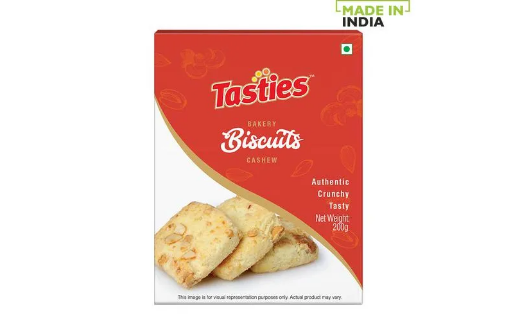 MADE IN
INDIA
Tasties™
BAKERY
Biscuits
CASHEW
Authentic
Crunchy
Tasty
Net Weight
200g
This image is for visual representation purposes only. Actual product may vary.